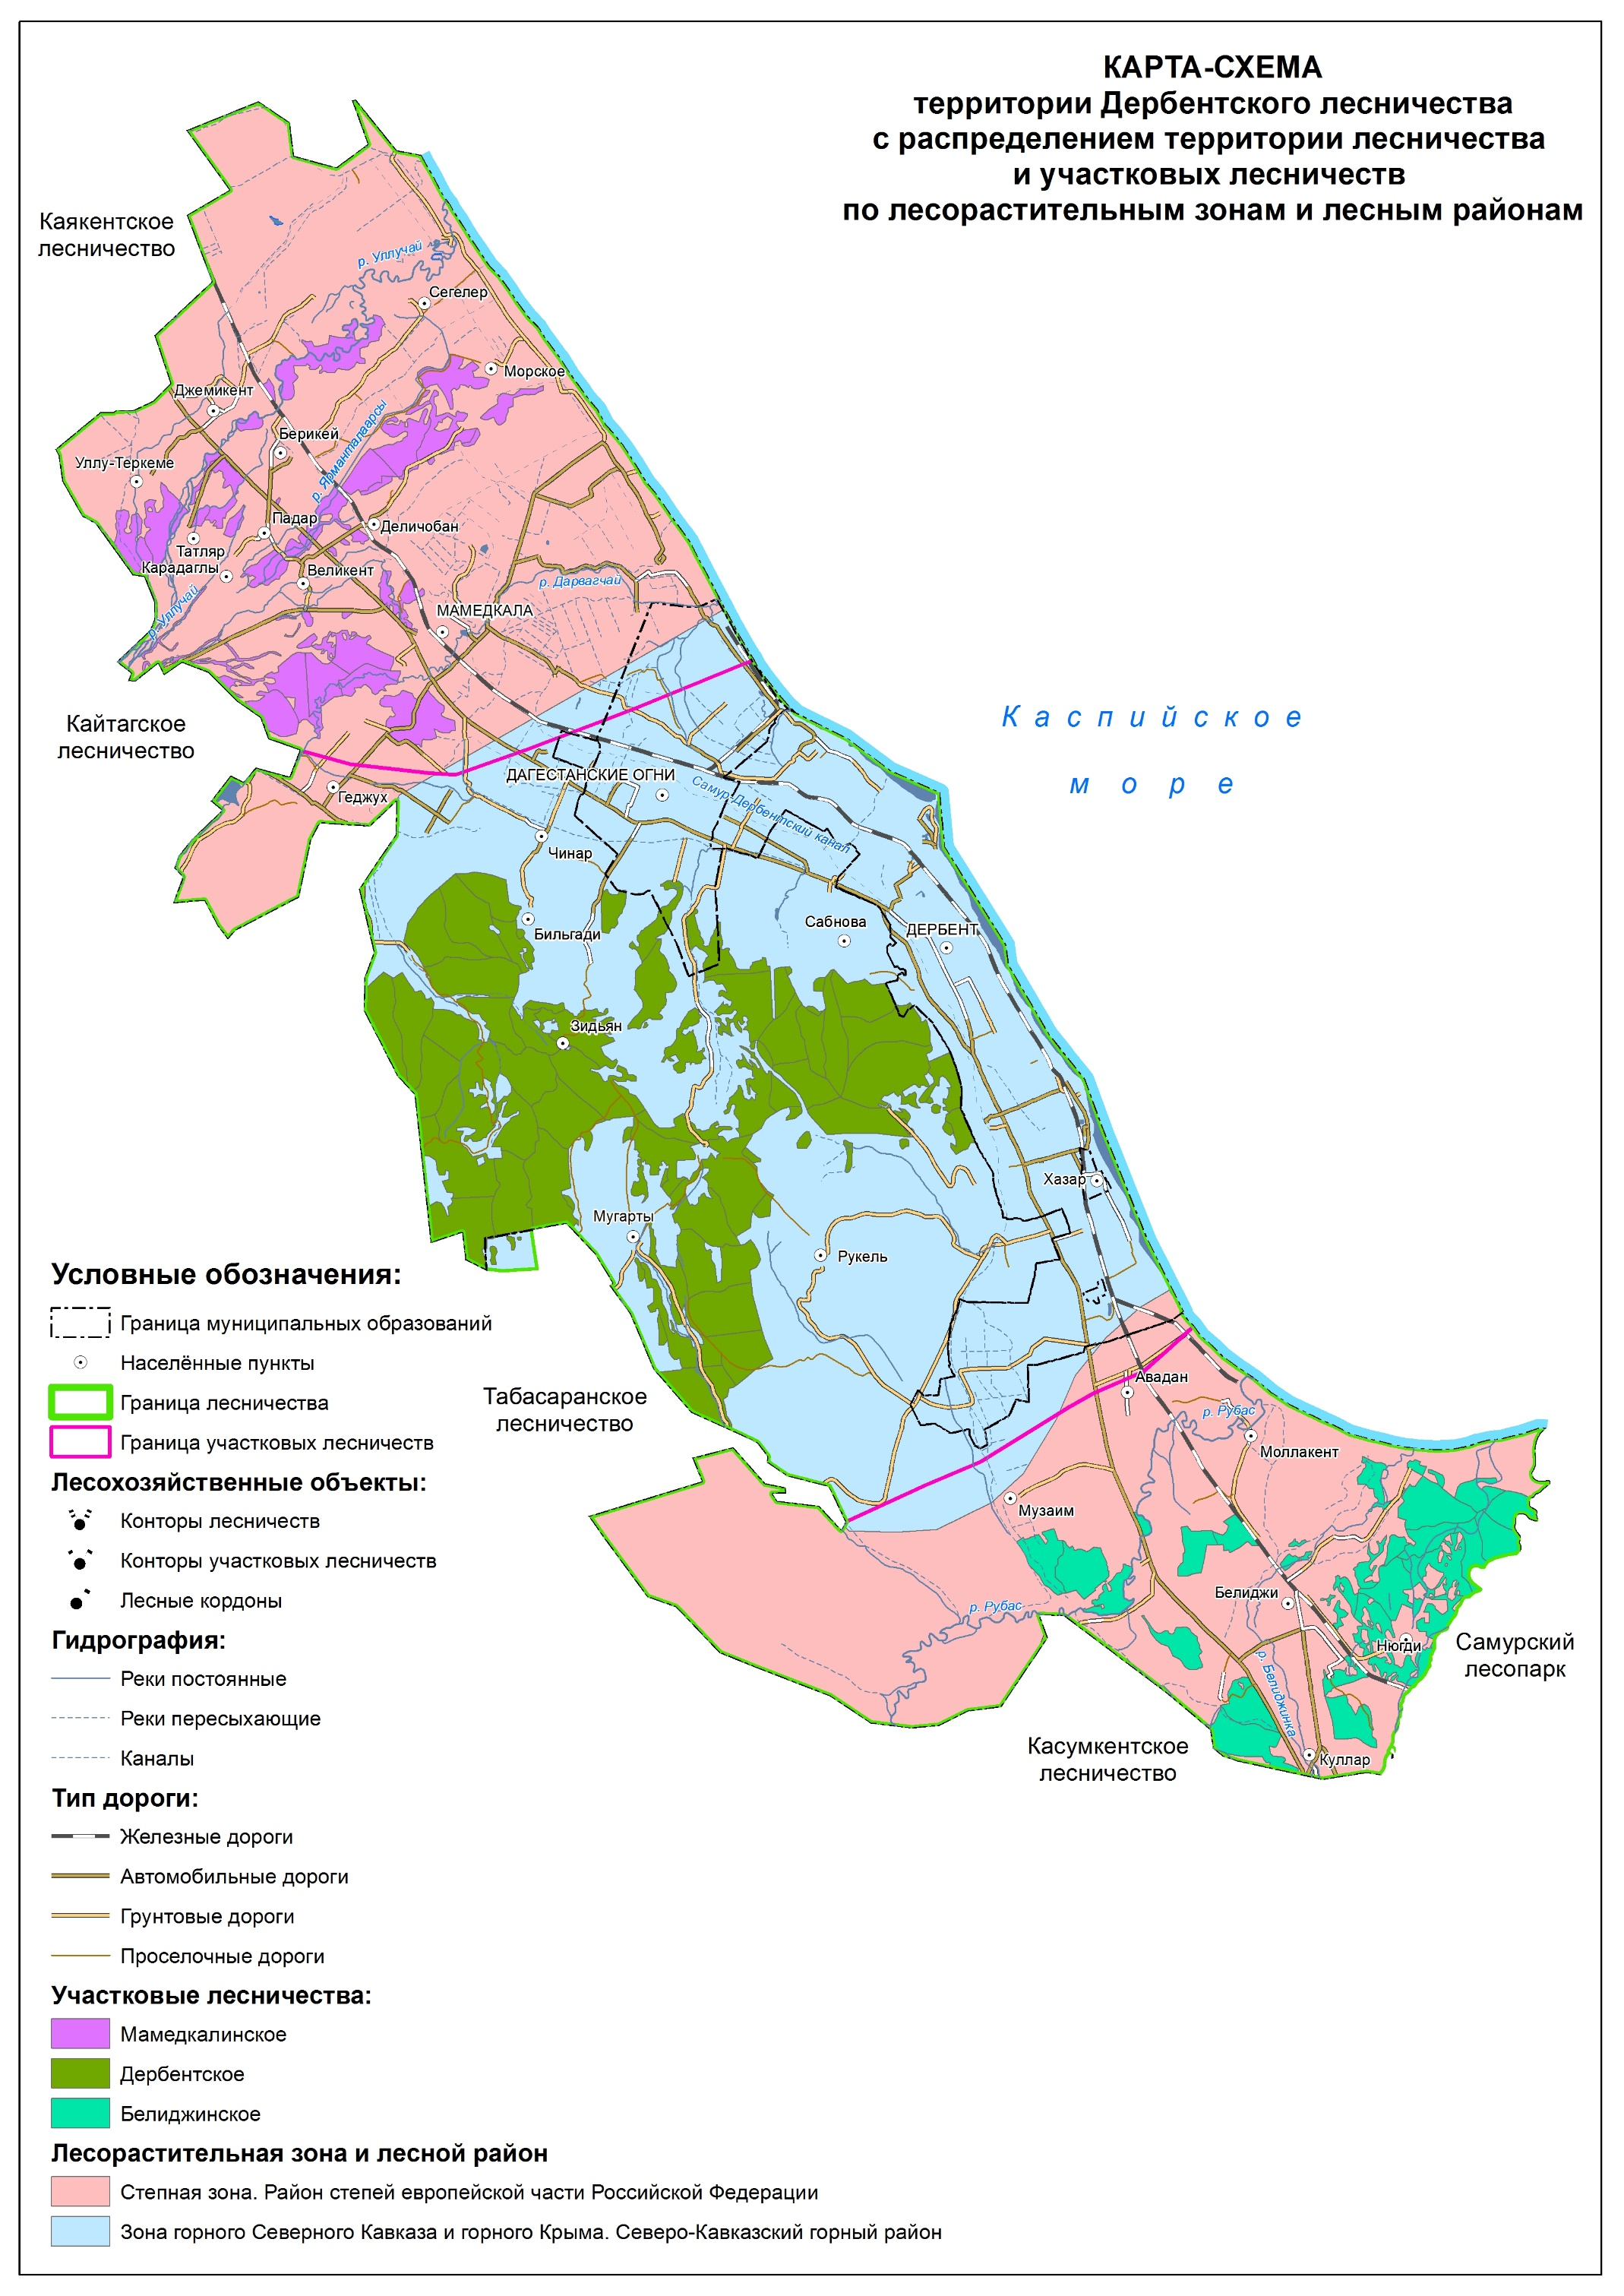 КАРТА-СХЕМА
территории Дербентского лесничества
с распределением территории лесничества
и участковых лесничеств
по лесорастительным зонам и лесным районам
Каякентское
лесничество
р. Уллучай
Сегелер
Морское
Джемикент
Берикей
р. Ярманталаарсы
Уллу-Теркеме
Падар
Деличобан
Татляр
Карадаглы
Великент
р. Дарвагчай
р. Уллучай
МАМЕДКАЛА
Кайтагское
лесничество
Каспийское
море
ДАГЕСТАНСКИЕ ОГНИ
Самур-Дербентский канал
Геджух
Чинар
Сабнова
ДЕРБЕНТ
Бильгади
Зидьян
Хазар
Мугарты
Рукель
Табасаранское
лесничество
Авадан
р. Рубас
Моллакент
Музаим
Белиджи
р. Рубас
Нюгди
Самурский
лесопарк
р. Белиджинка
Касумкентское
лесничество
Куллар
Условные обозначения:
Граница муниципальных образований
Населённые пункты
Граница лесничества
Граница участковых лесничеств
Лесохозяйственные объекты:
Конторы лесничеств
Конторы участковых лесничеств
Лесные кордоны
Гидрография:
Реки постоянные
Реки пересыхающие
Каналы
Тип дороги:
Железные дороги
Автомобильные дороги
Грунтовые дороги
Проселочные дороги
Участковые лесничества:
Мамедкалинское
Дербентское
Белиджинское
Лесорастительная зона и лесной район
Степная зона. Район степей европейской части Российской Федерации
Зона горного Северного Кавказа и горного Крыма. Северо-Кавказский горный район